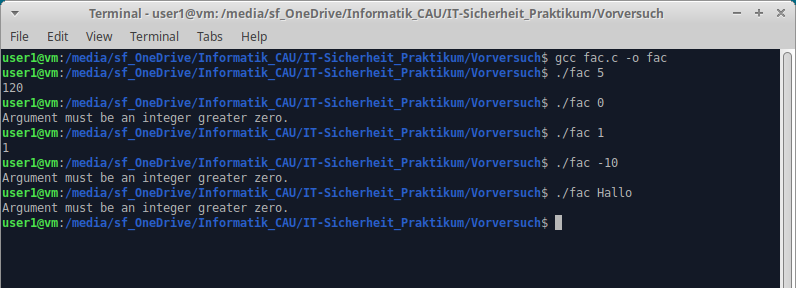 Terminal - user1@vm: /media/sf_OneDrive/Informatik_CAU/IT-Sicherheit_Praktikum/Vorversuch
File Edit View Terminal Tabs Help
user1@vm:/media/sf_OneDrive/Informatik_CAU/IT-Sicherheit_Praktikum/Vorversuch$ gcc fac.c -o fac
user1@vm:/media/sf_OneDrive/Informatik_CAU/IT-Sicherheit_Praktikum/Vorversuch$ ./fac 5
120
user1@vm:/media/sf_OneDrive/Informatik_CAU/IT-Sicherheit_Praktikum/Vorversuch$ ./fac 0
Argument must be an integer greater zero.
user1@vm:/media/sf_OneDrive/Informatik_CAU/IT-Sicherheit_Praktikum/Vorversuch$ ./fac 1
1
user1@vm:/media/sf_OneDrive/Informatik_CAU/IT-Sicherheit_Praktikum/Vorversuch$ ./fac -10
Argument must be an integer greater zero.
user1@vm:/media/sf_OneDrive/Informatik_CAU/IT-Sicherheit_Praktikum/Vorversuch$ ./fac Hallo
Argument must be an integer greater zero.
user1@vm:/media/sf_OneDrive/Informatik_CAU/IT-Sicherheit_Praktikum/Vorversuch$